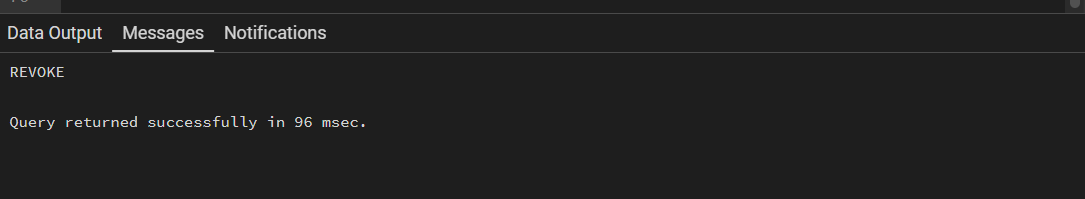 Data Output Messages Notifications
REVOKE
Query returned successfully in 96 msec.